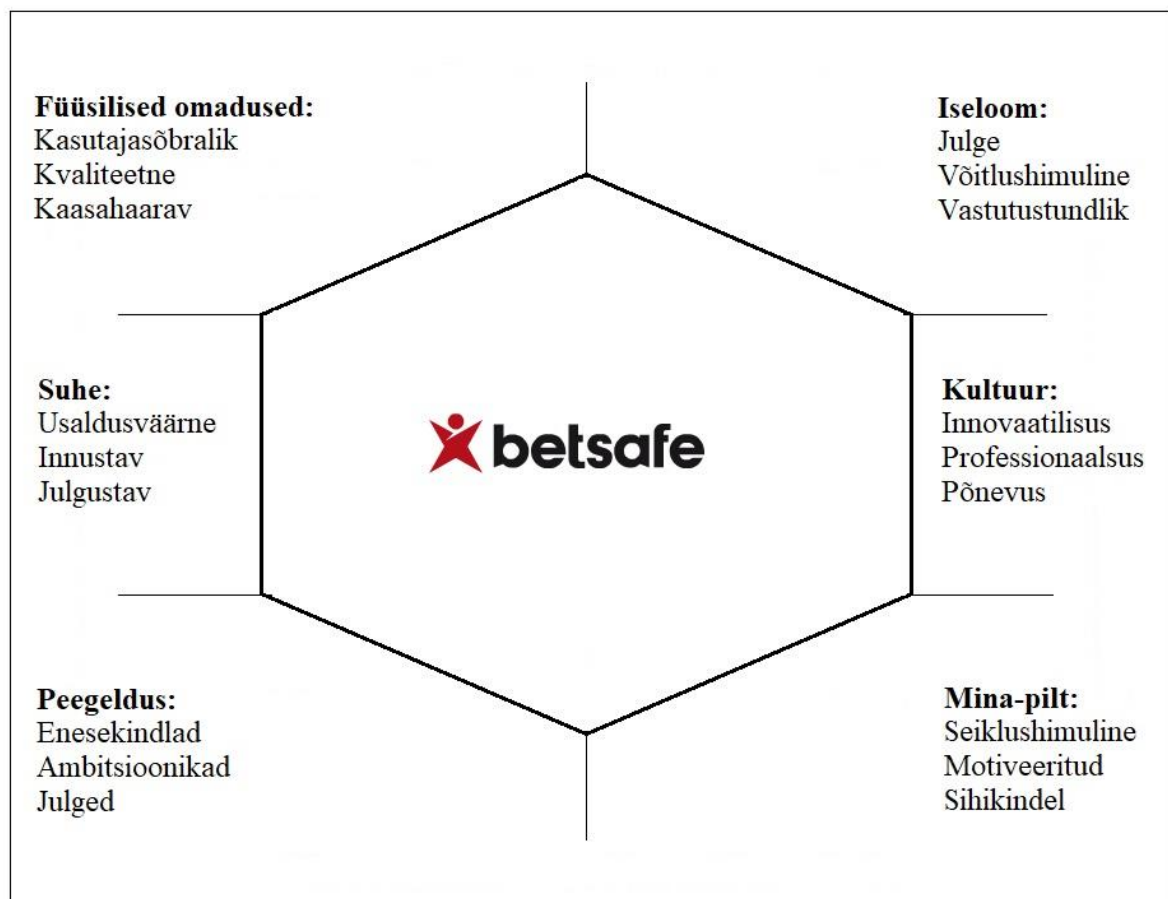 Füüsilised omadused:
Kasutajasõbralik
Kvaliteetne
Kaasahaarav
Iseloom:
Julge
Võitlushimuline
Vastutustundlik
Suhe:
Usaldusväärne
Innustav
Julgustav
betsafe
Kultuur:
Innovaatilisus
Professionaalsus
Põnevus
Peegeldus:
Enesekindlad
Ambitsioonikad
Julged
Mina-pilt:
Seiklushimuline
Motiveeritud
Sihikindel